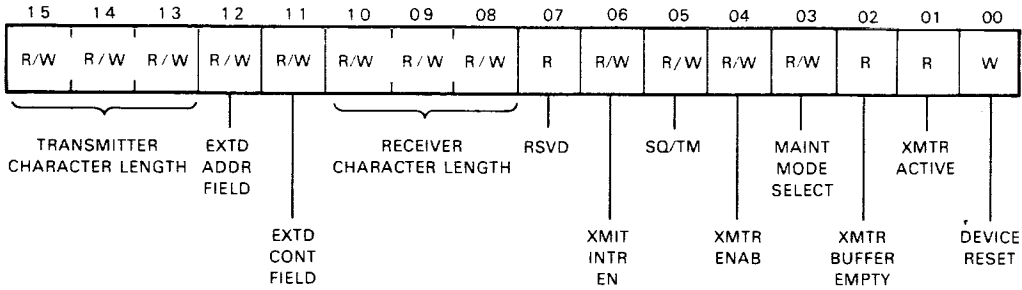 15 14 13 12 11 10 09 08 07 06 05 04 03 02 01 00
R/W R/W R/W R/W R/W R/W R/W R/W R R/W R/W R/W R/W R R W
TRANSMITTER
CHARACTER LENGTH
EXTD
ADDR
FIELD
EXTD
CONT
FIELD
RECEIVER
CHARACTER LENGTH
RSVD
XMIT
INTR
EN
SQ/TM
XMTR
ENAB
MAINT
MODE
SELECT
XMTR
BUFFER
EMPTY
XMTR
ACTIVE
DEVICE
RESET